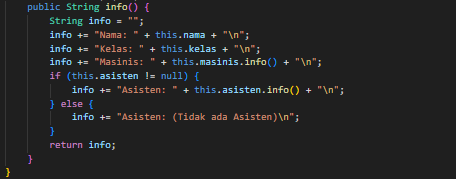 public String info() {
String info = "";
info += "Nama: " + this.nama + "\n";
info += "Kelas: " + this.kelas + "\n";
info += "Masinis: " + this.masinis.info() + "\n";
if (this.asisten != null) {
info += "Asisten: " + this.asisten.info() + "\n";
} else {
info += "Asisten: (Tidak ada Asisten)\n";
}
return info;
}
}